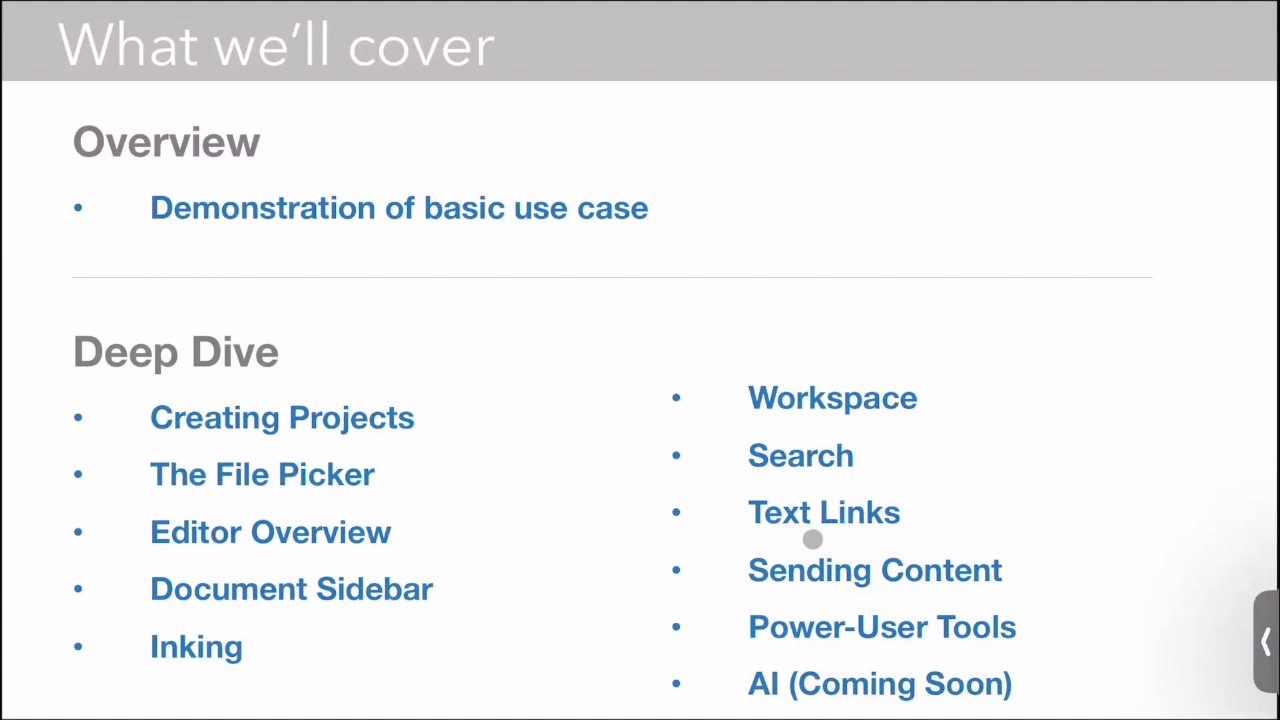 What we’ll cover
Overview
• Demonstration of basic use case
Deep Dive
• Creating Projects
• The File Picker
• Editor Overview
• Document Sidebar
• Inking
• Workspace
• Search
• Text Links
• Sending Content
• Power-User Tools
• AI (Coming Soon)